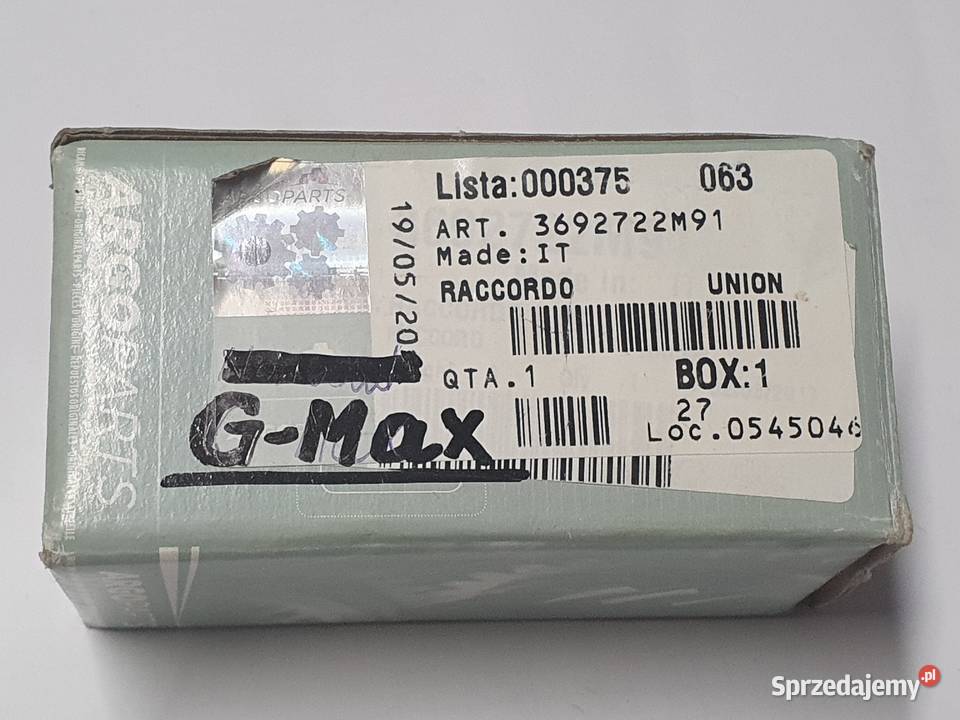 ARGOPARTS
ARGOPARTS
19/05/20
Lista:000375 063
ART. 3692722M91
Made:IT
RACCORDO UNION
QTA.1 BOX:1
27
Loc.0545046
G-Max
Sprzedajemy.pl